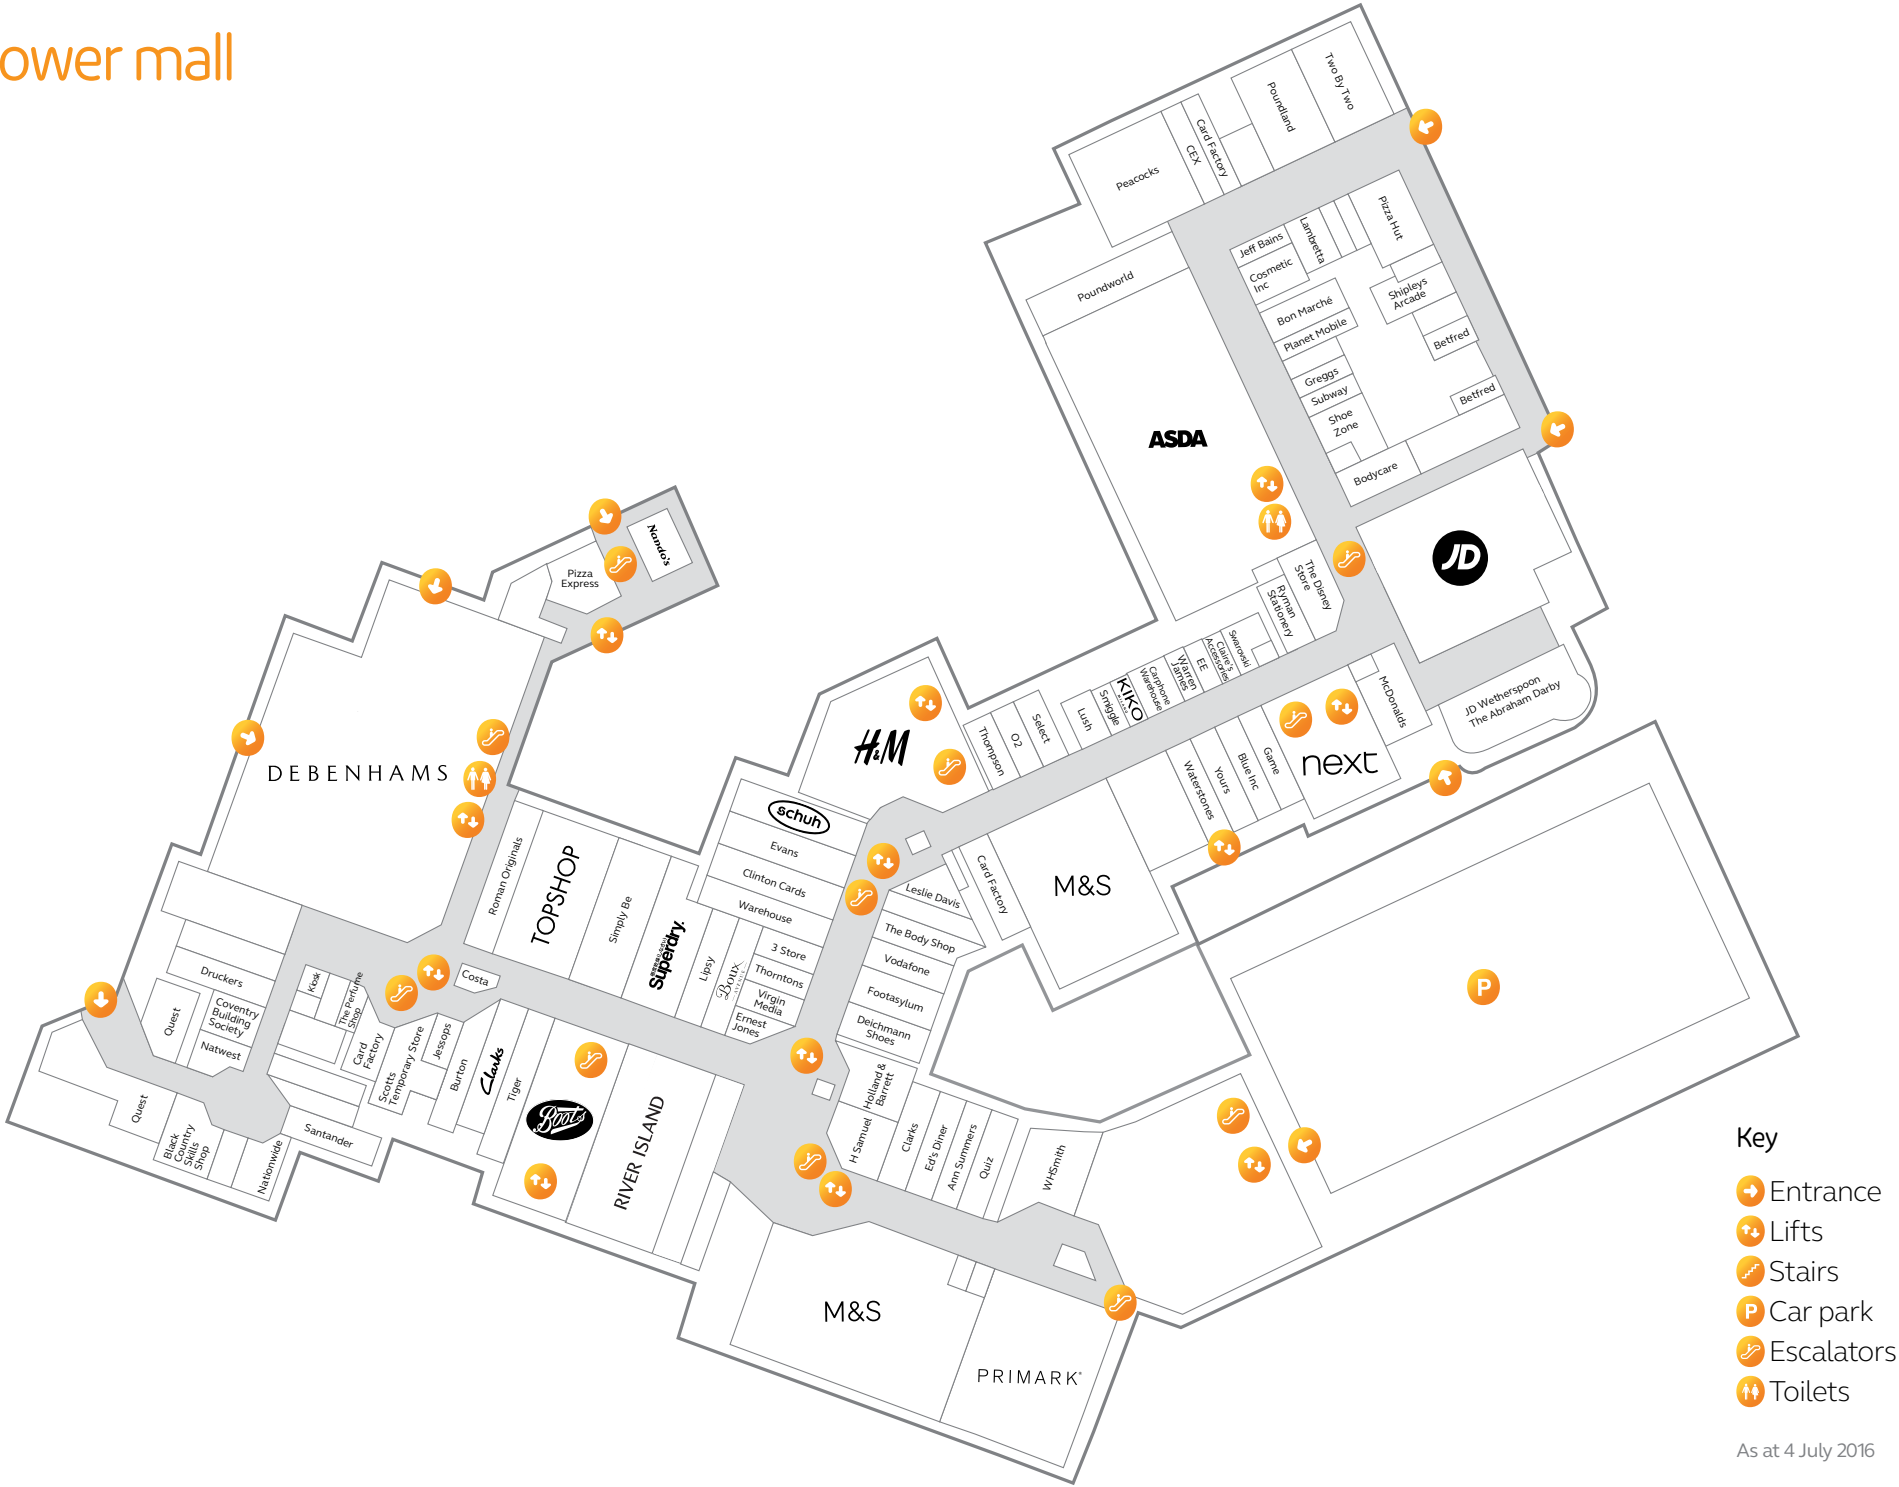 ower mall
Two By Two
Poundland
Card Factory
CEX
Peacocks
Pizza Hut
Lambretta
Jeff Bains
Cosmetic
Inc
Poundworld
Bon Marché
Planet Mobile
Shipleys
Arcade
Betfred
Greggs
Subway
Shoe
Zone
Betfred
Bodycare
ASDA
JD
The Disney
Store
Ryman
Stationery
Swarovski
Claire's
Accessories
EE
Warren
James
Carphone
Warehouse
KIKO
MILANO
Smiggle
Lush
Select
O2
Thompson
McDonalds
JD Wetherspoon
The Abraham Darby
next
Game
Blue Inc
Yours
Waterstones
M&S
Card Factory
Nando's
Pizza
Express
H&M
DEBENHAMS
schuh
Evans
Clinton Cards
Warehouse
3 Store
Thorntons
Virgin
Media
Ernest
Jones
Leslie Davis
The Body Shop
Vodafone
Footasylum
Deichmann
Shoes
Roman Originals
TOPSHOP
Simply Be
Superdry.
Lipsy
Boux
AVENUE
Costa
Druckers
Quest
Coventry
Building
Society
Natwest
Kiosk
The Perfume
Shop
Card
Factory
Scotts
Temporary Store
Jessops
Burton
Clarks
Tiger
Boots
RIVER ISLAND
Holland &
Barrett
H Samuel
Clarks
Ed's Diner
Ann Summers
Quiz
WHSmith
Quest
Black
Country
Skills
Shop
Nationwide
Santander
M&S
PRIMARK
P
Key
Entrance
Lifts
Stairs
P Car park
Escalators
Toilets
As at 4 July 2016